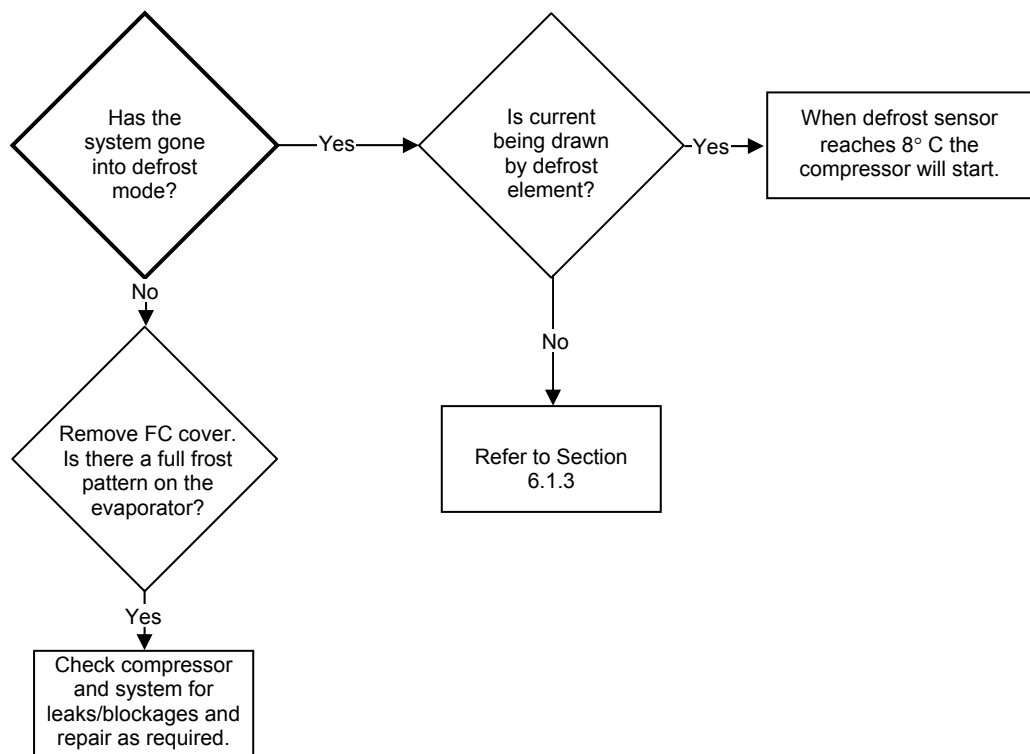 Has the
system gone
into defrost
mode?
Yes
Is current
being drawn
by defrost
element?
Yes
When defrost sensor
reaches 8° C the
compressor will start.
No
No
Remove FC cover.
Is there a full frost
pattern on the
evaporator?
Refer to Section
6.1.3
Yes
Check compressor
and system for
leaks/blockages and
repair as required.